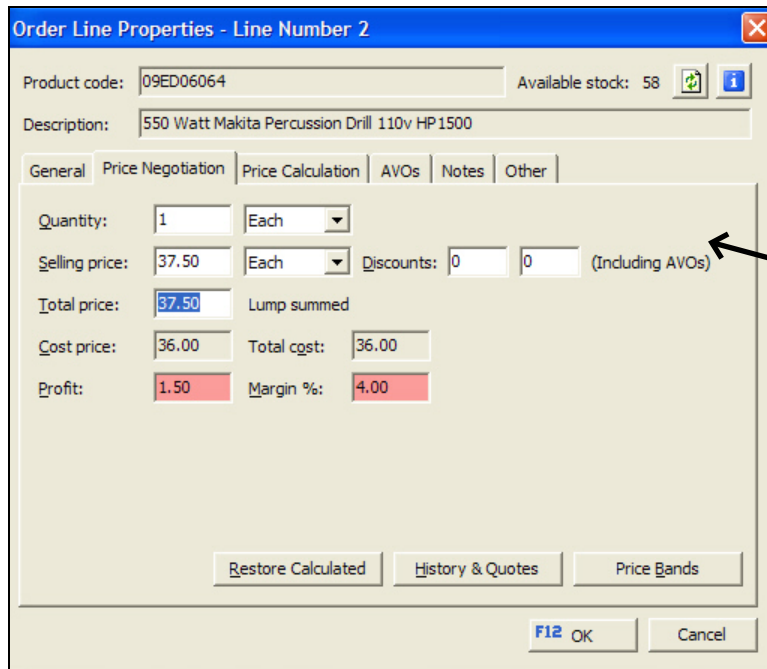 Order Line Properties - Line Number 2
Product code: 09ED06064 Available stock: 58
Description: 550 Watt Makita Percussion Drill 110v HP1500
General Price Negotiation Price Calculation AVOs Notes Other
Quantity: 1 Each
Selling price: 37.50 Each Discounts: 0 0 (Including AVOs)
Total price: 37.50 Lump summed
Cost price: 36.00 Total cost: 36.00
Profit: 1.50 Margin %: 4.00
Restore Calculated History & Quotes Price Bands
F12 OK Cancel